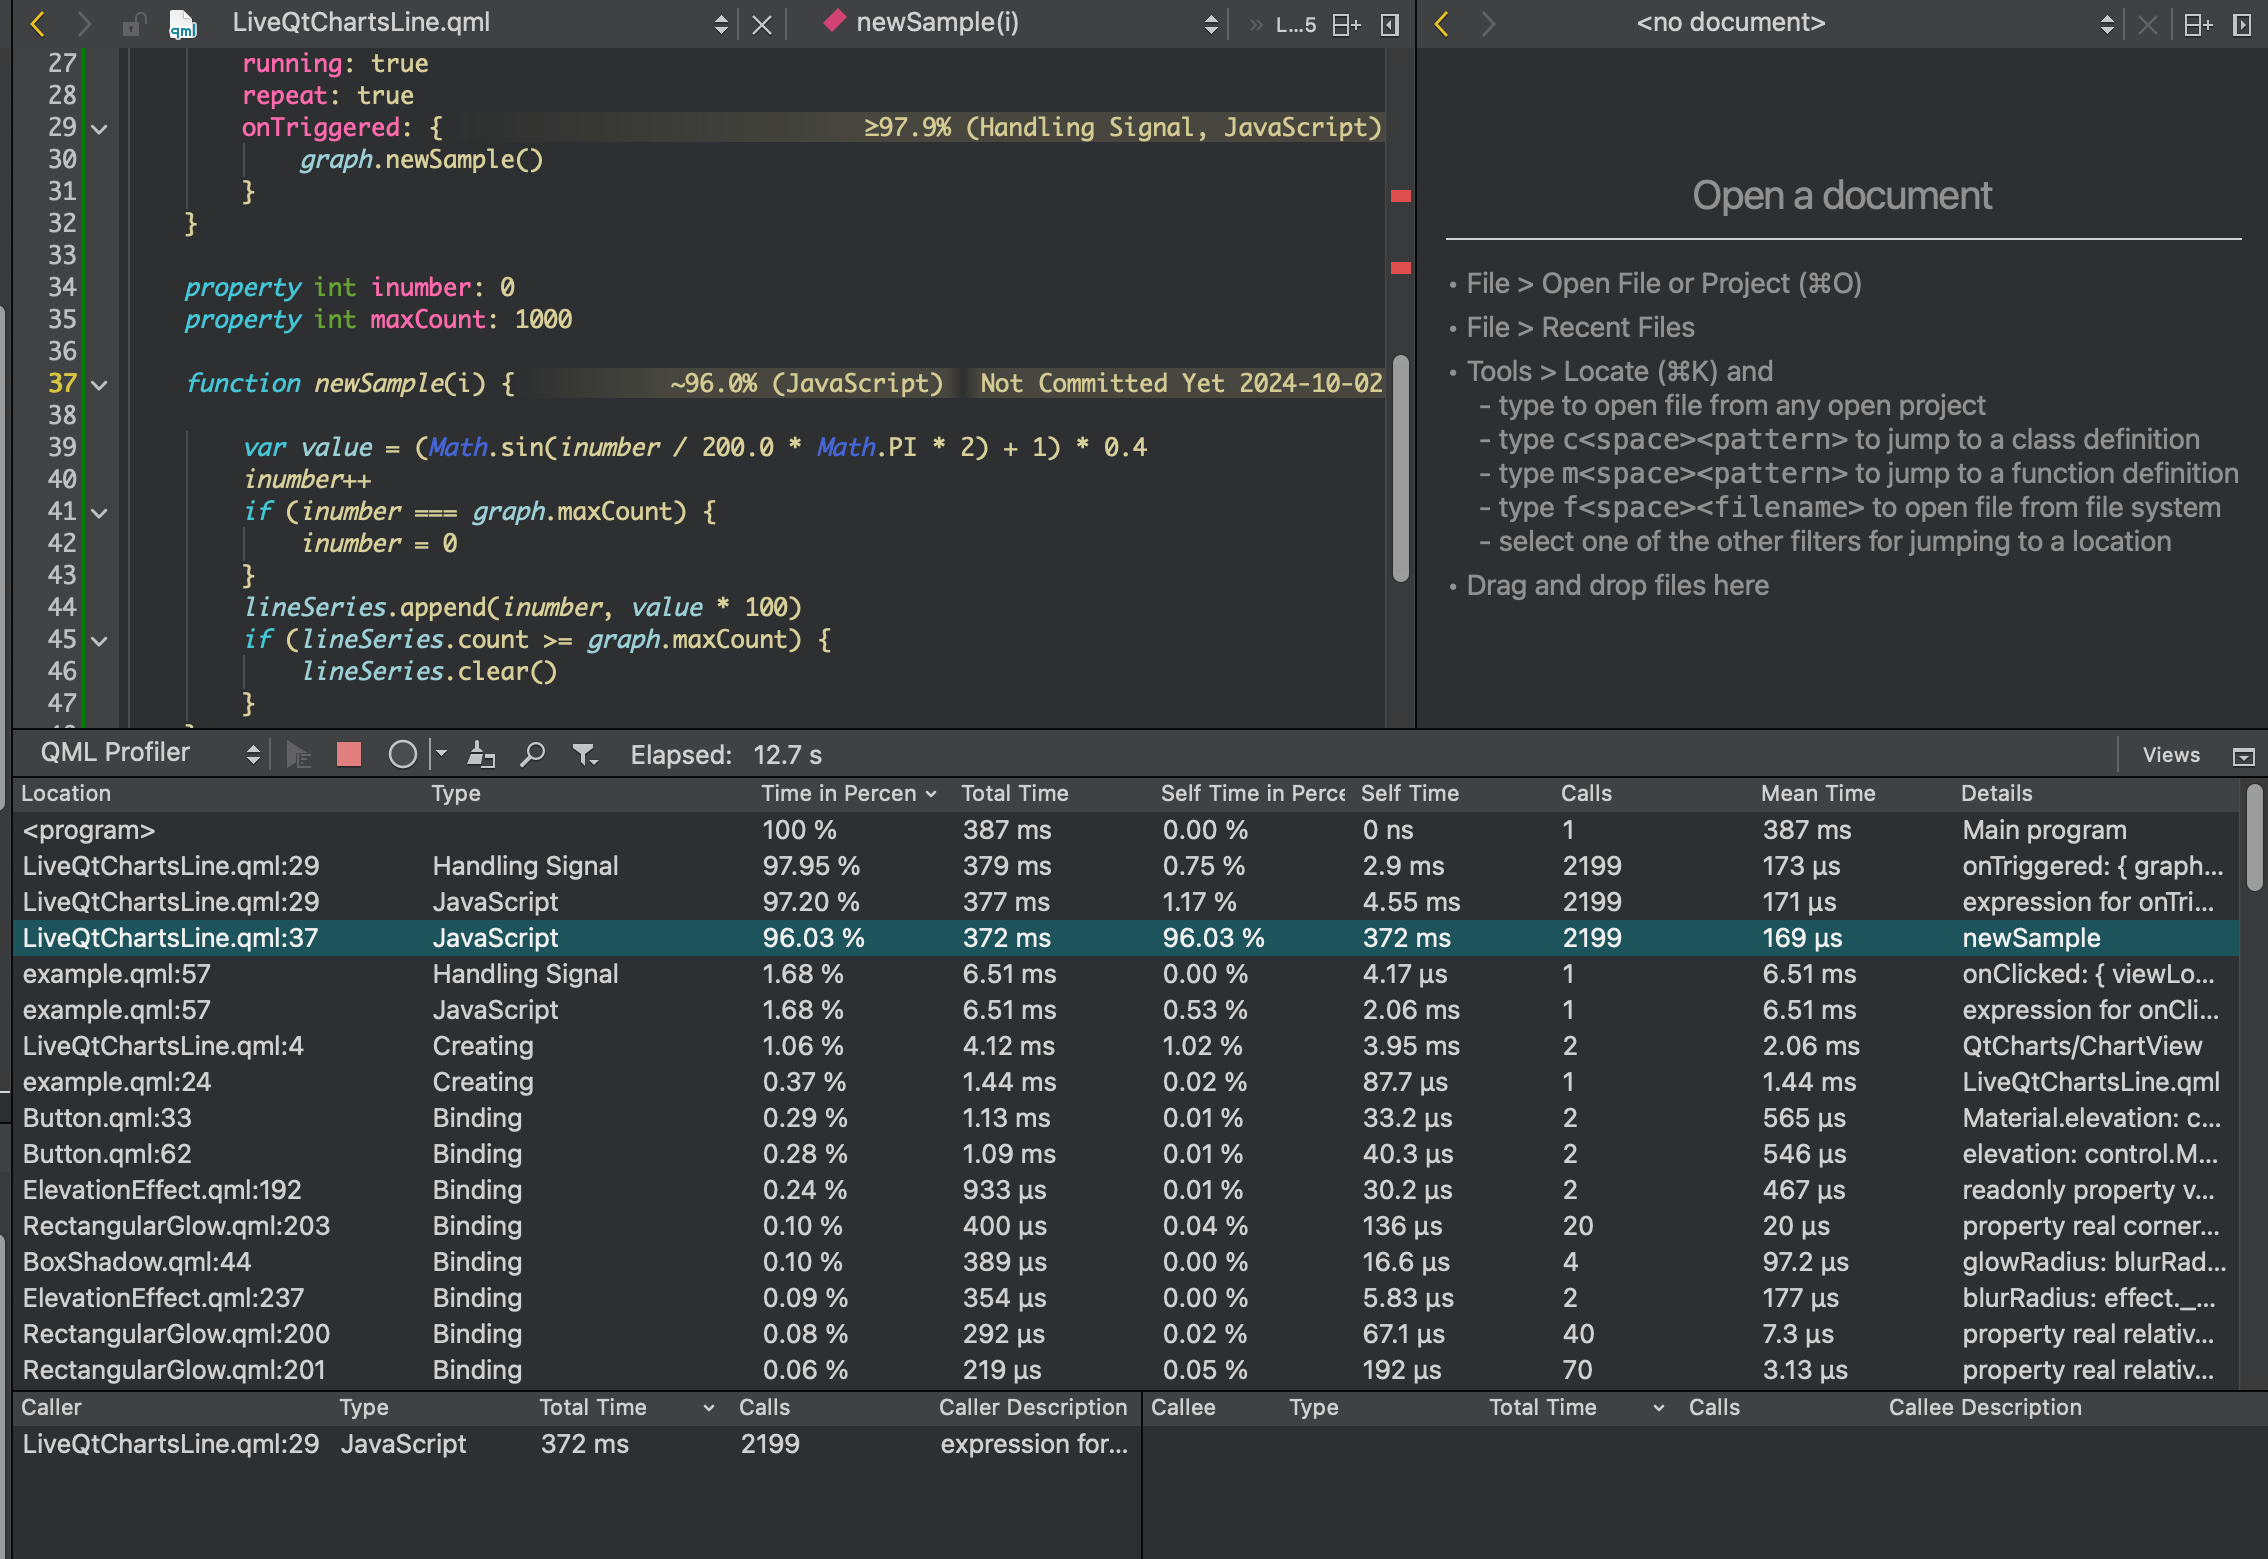 LiveQtChartsLine.qml
newSample(i)
L...5
<no document>
27 running: true
28 repeat: true
29 onTriggered: { ≥97.9% (Handling Signal, JavaScript)
30 graph.newSample()
31 }
32 }
33
34 property int inumber: 0
35 property int maxCount: 1000
36
37 function newSample(i) { ~96.0% (JavaScript) Not Committed Yet 2024-10-02
38
39 var value = (Math.sin(inumber / 200.0 * Math.PI * 2) + 1) * 0.4
40 inumber++
41 if (inumber === graph.maxCount) {
42 inumber = 0
43 }
44 lineSeries.append(inumber, value * 100)
45 if (lineSeries.count >= graph.maxCount) {
46 lineSeries.clear()
47 }
Open a document
• File > Open File or Project (⌘O)
• File > Recent Files
• Tools > Locate (⌘K) and
- type to open file from any open project
- type c<space><pattern> to jump to a class definition
- type m<space><pattern> to jump to a function definition
- type f<space><filename> to open file from file system
- select one of the other filters for jumping to a location
• Drag and drop files here
QML Profiler Elapsed: 12.7 s Views
Location Type Time in Percen Total Time Self Time in Perce Self Time Calls Mean Time Details
<program> 100 % 387 ms 0.00 % 0 ns 1 387 ms Main program
LiveQtChartsLine.qml:29 Handling Signal 97.95 % 379 ms 0.75 % 2.9 ms 2199 173 µs onTriggered: { graph...
LiveQtChartsLine.qml:29 JavaScript 97.20 % 377 ms 1.17 % 4.55 ms 2199 171 µs expression for onTri...
LiveQtChartsLine.qml:37 JavaScript 96.03 % 372 ms 96.03 % 372 ms 2199 169 µs newSample
example.qml:57 Handling Signal 1.68 % 6.51 ms 0.00 % 4.17 µs 1 6.51 ms onClicked: { viewLo...
example.qml:57 JavaScript 1.68 % 6.51 ms 0.53 % 2.06 ms 1 6.51 ms expression for onCli...
LiveQtChartsLine.qml:4 Creating 1.06 % 4.12 ms 1.02 % 3.95 ms 2 2.06 ms QtCharts/ChartView
example.qml:24 Creating 0.37 % 1.44 ms 0.02 % 87.7 µs 1 1.44 ms LiveQtChartsLine.qml
Button.qml:33 Binding 0.29 % 1.13 ms 0.01 % 33.2 µs 2 565 µs Material.elevation: c...
Button.qml:62 Binding 0.28 % 1.09 ms 0.01 % 40.3 µs 2 546 µs elevation: control.M...
ElevationEffect.qml:192 Binding 0.24 % 933 µs 0.01 % 30.2 µs 2 467 µs readonly property v...
RectangularGlow.qml:203 Binding 0.10 % 400 µs 0.04 % 136 µs 20 20 µs property real corner...
BoxShadow.qml:44 Binding 0.10 % 389 µs 0.00 % 16.6 µs 4 97.2 µs glowRadius: blurRad...
ElevationEffect.qml:237 Binding 0.09 % 354 µs 0.00 % 5.83 µs 2 177 µs blurRadius: effect._...
RectangularGlow.qml:200 Binding 0.08 % 292 µs 0.02 % 67.1 µs 40 7.3 µs property real relativ...
RectangularGlow.qml:201 Binding 0.06 % 219 µs 0.05 % 192 µs 70 3.13 µs property real relativ...
Caller Type Total Time Calls Caller Description Callee Type Total Time Calls Callee Description
LiveQtChartsLine.qml:29 JavaScript 372 ms 2199 expression for...